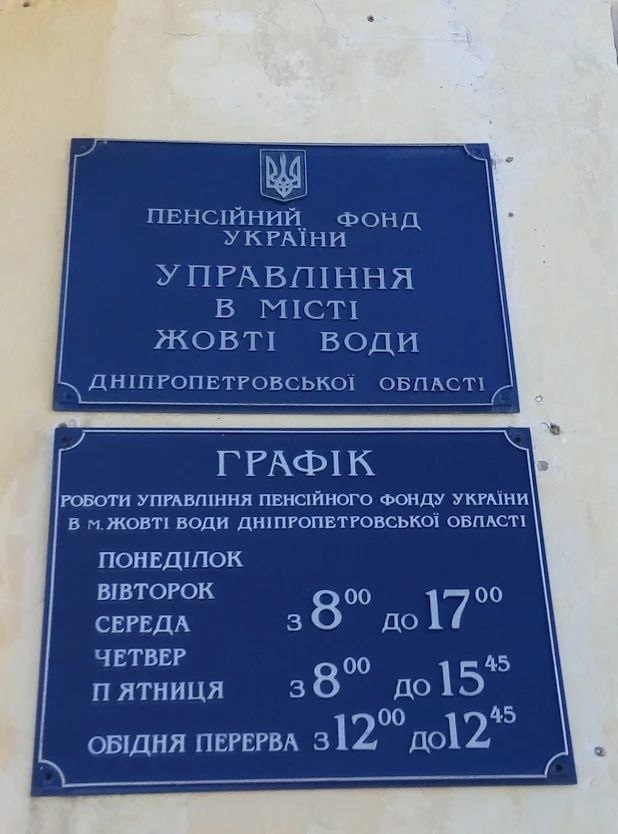 ПЕНСІЙНИЙ ФОНД
УКРАЇНИ
УПРАВЛІННЯ
В МІСТІ
ЖОВТІ ВОДИ
ДНІПРОПЕТРОВСЬКОЇ ОБЛАСТІ
ГРАФІК
РОБОТИ УПРАВЛІННЯ ПЕНСІЙНОГО ФОНДУ УКРАЇНИ
В М. ЖОВТІ ВОДИ ДНІПРОПЕТРОВСЬКОЇ ОБЛАСТІ
ПОНЕДІЛОК
ВІВТОРОК
СЕРЕДА З 8⁰⁰ ДО 17⁰⁰
ЧЕТВЕР
П ЯТНИЦЯ З 8⁰⁰ ДО 15⁴⁵
ОБІДНЯ ПЕРЕРВА З 12⁰⁰ ДО 12⁴⁵